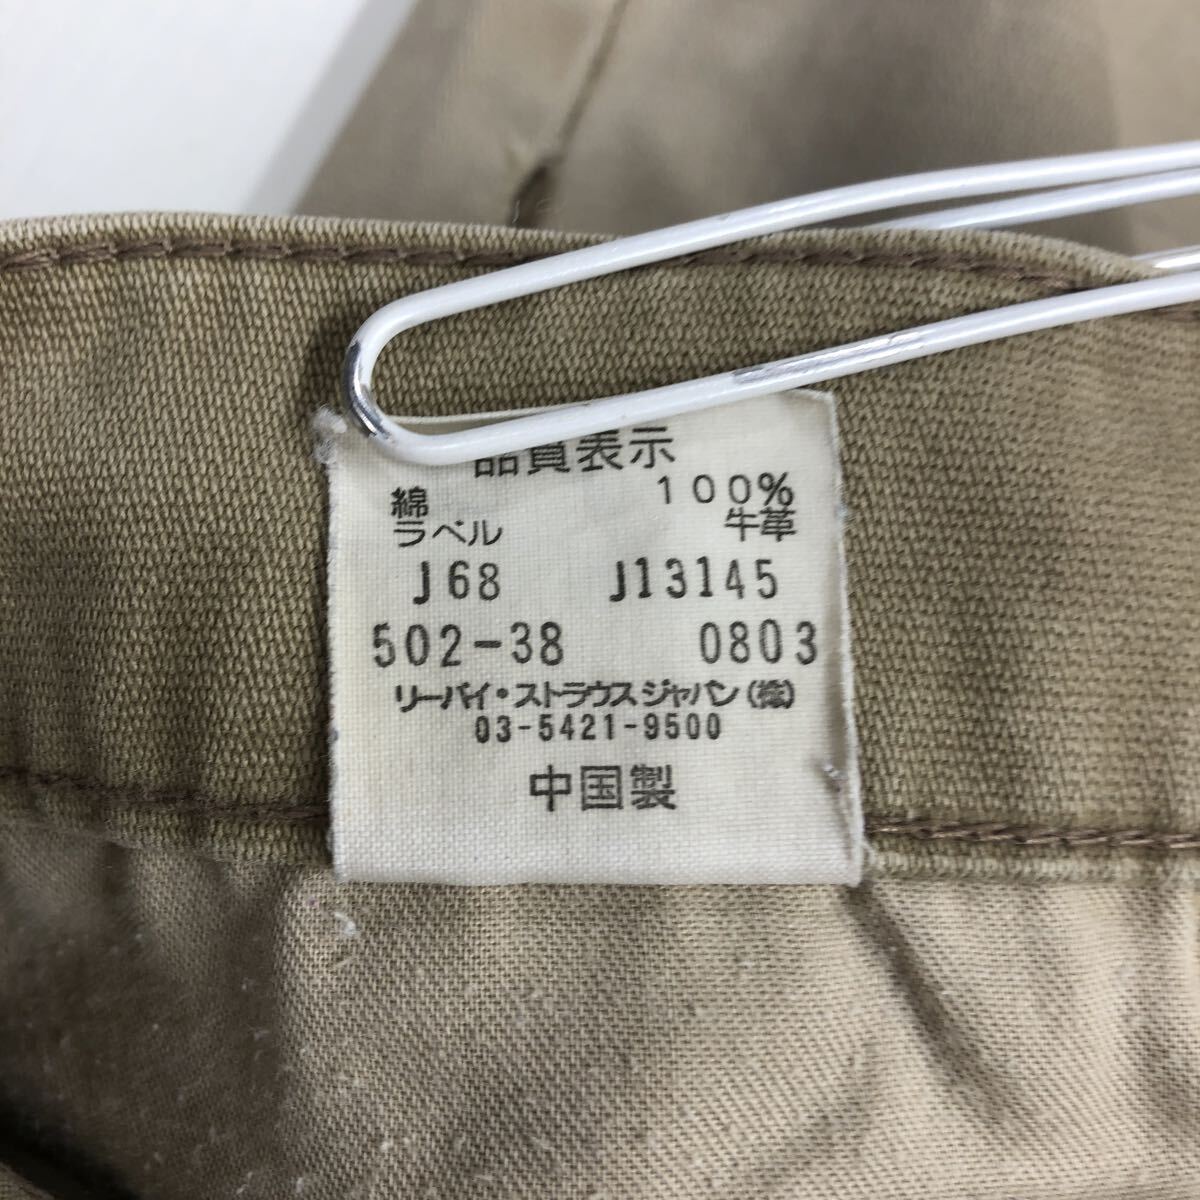 品質表示
綿 100%
ラベル 牛革
J68 J13145
502-38 0803
リーバイ・ストラウスジャパン(株)
03-5421-9500
中国製